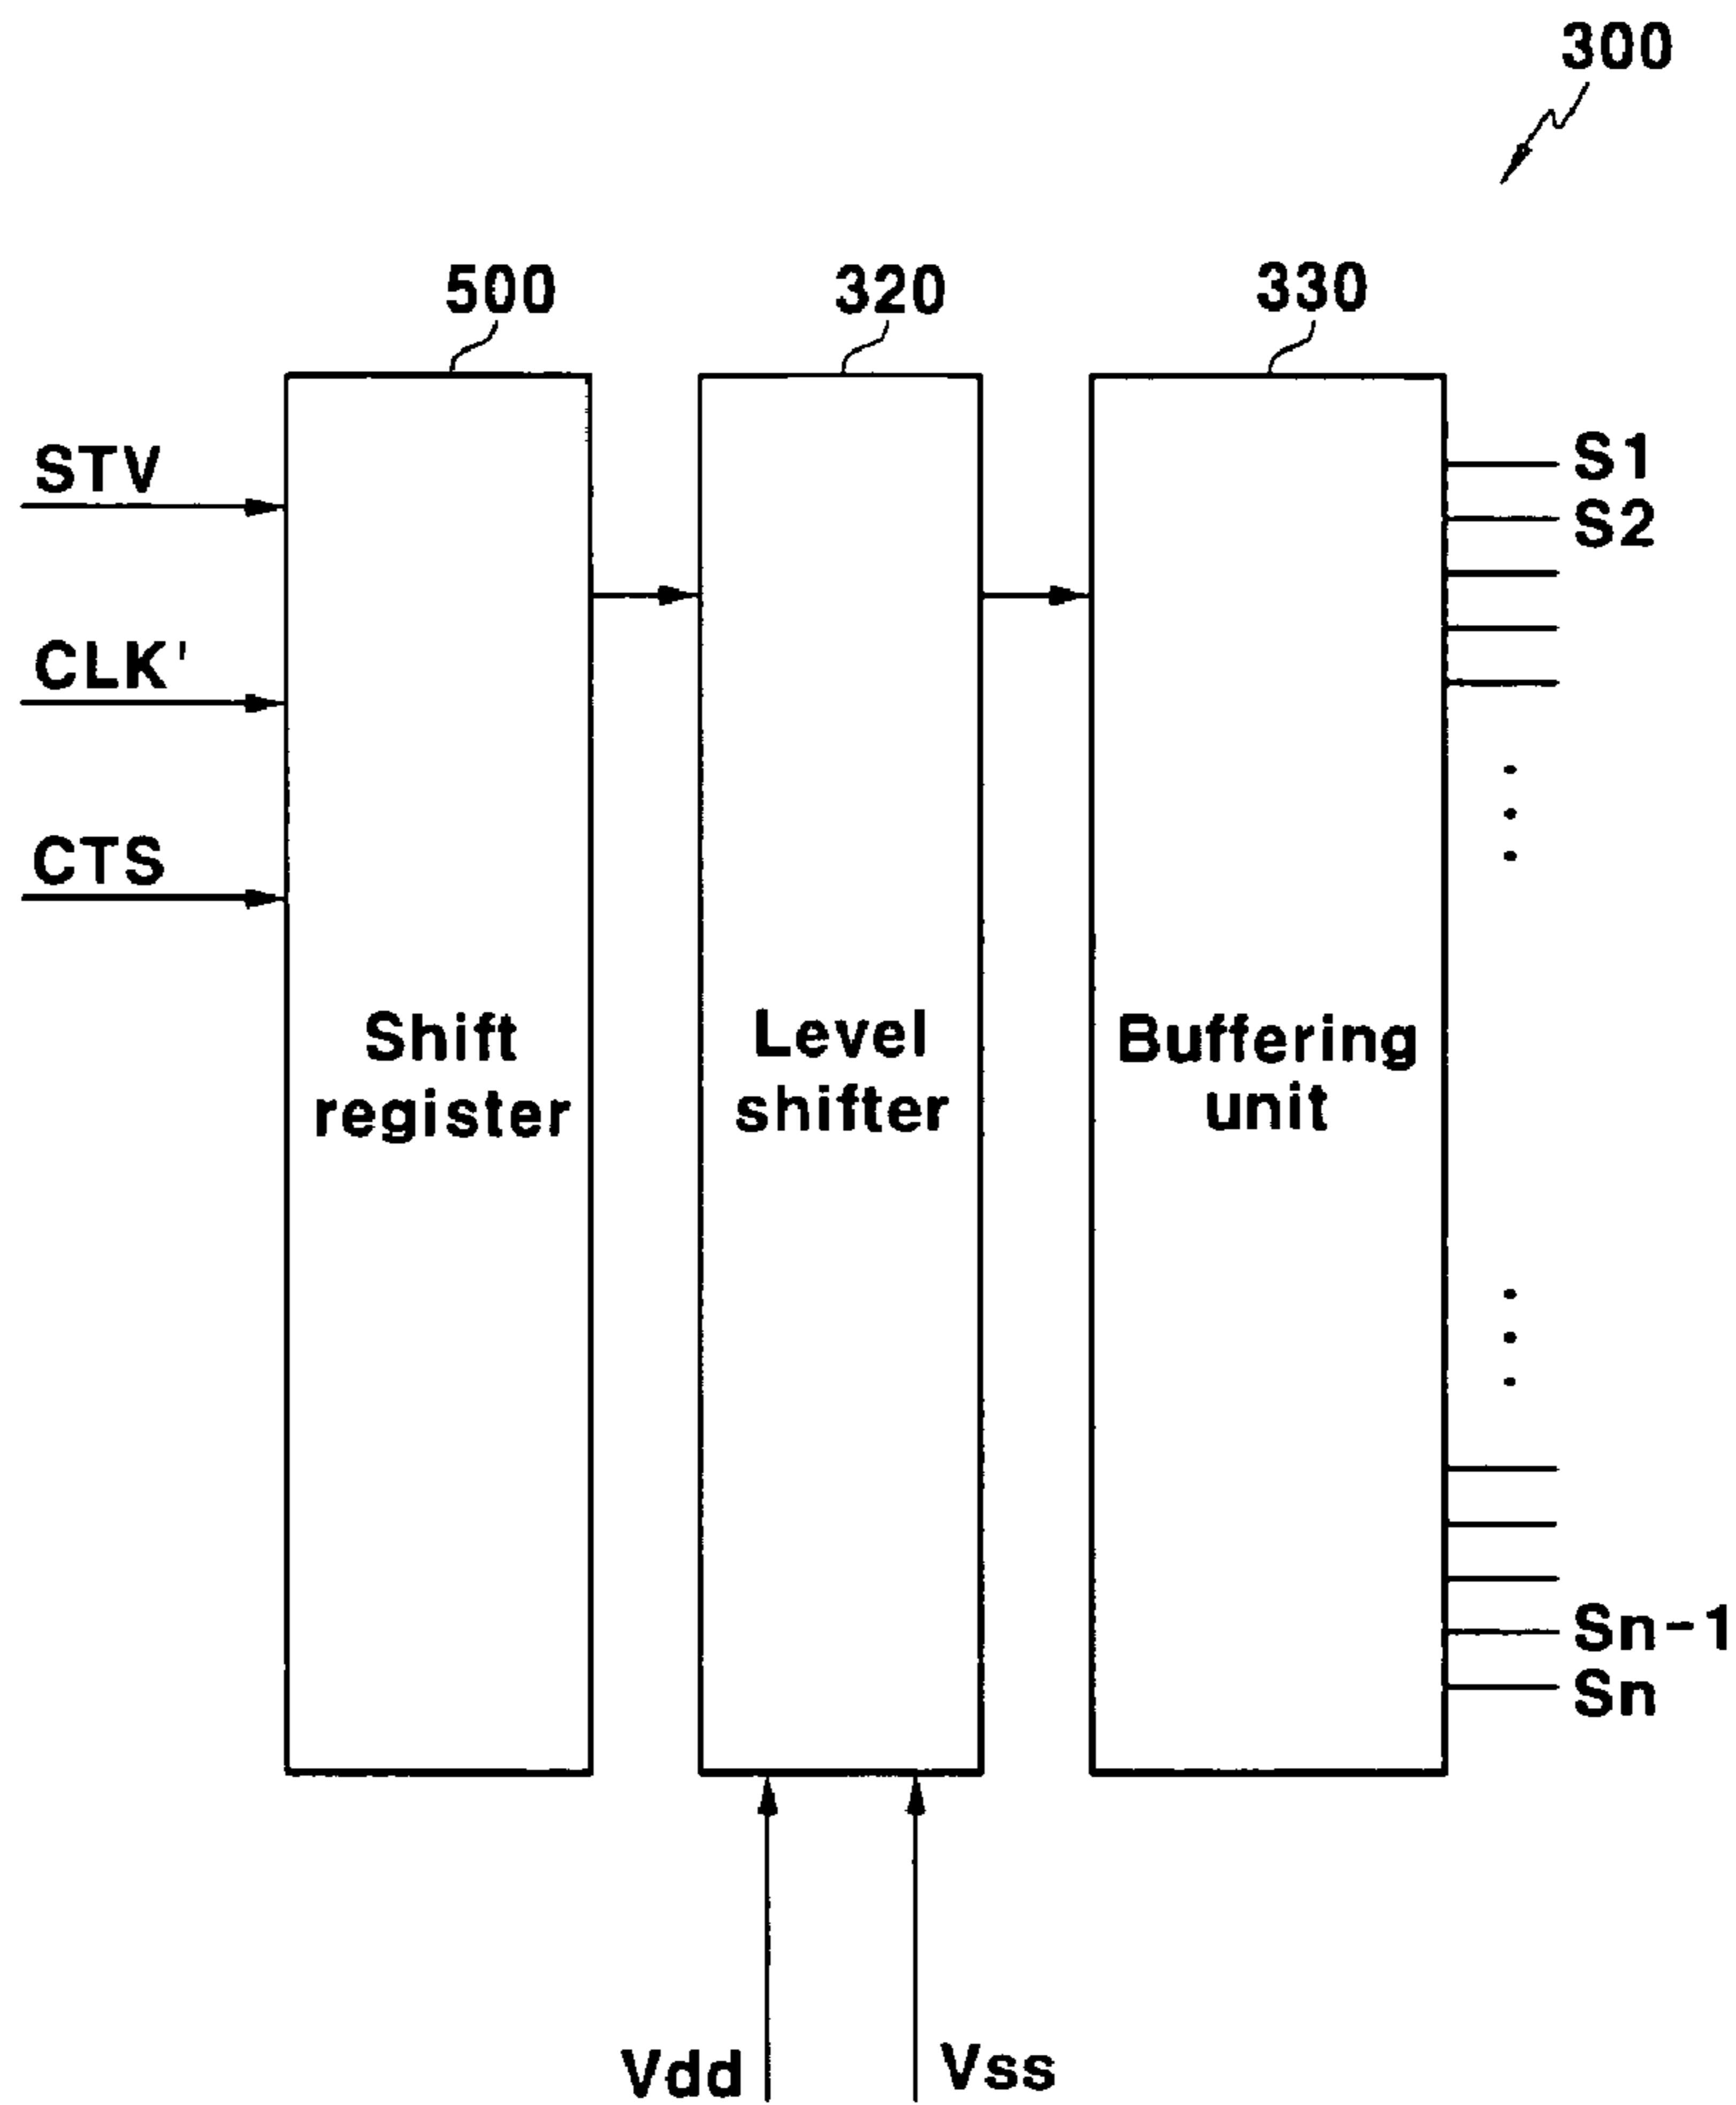 300
500
320
330
STV
CLK'
CTS
S1
S2
Shift
register
Level
shifter
Buffering
unit
Sn-1
Sn
Vdd
Vss